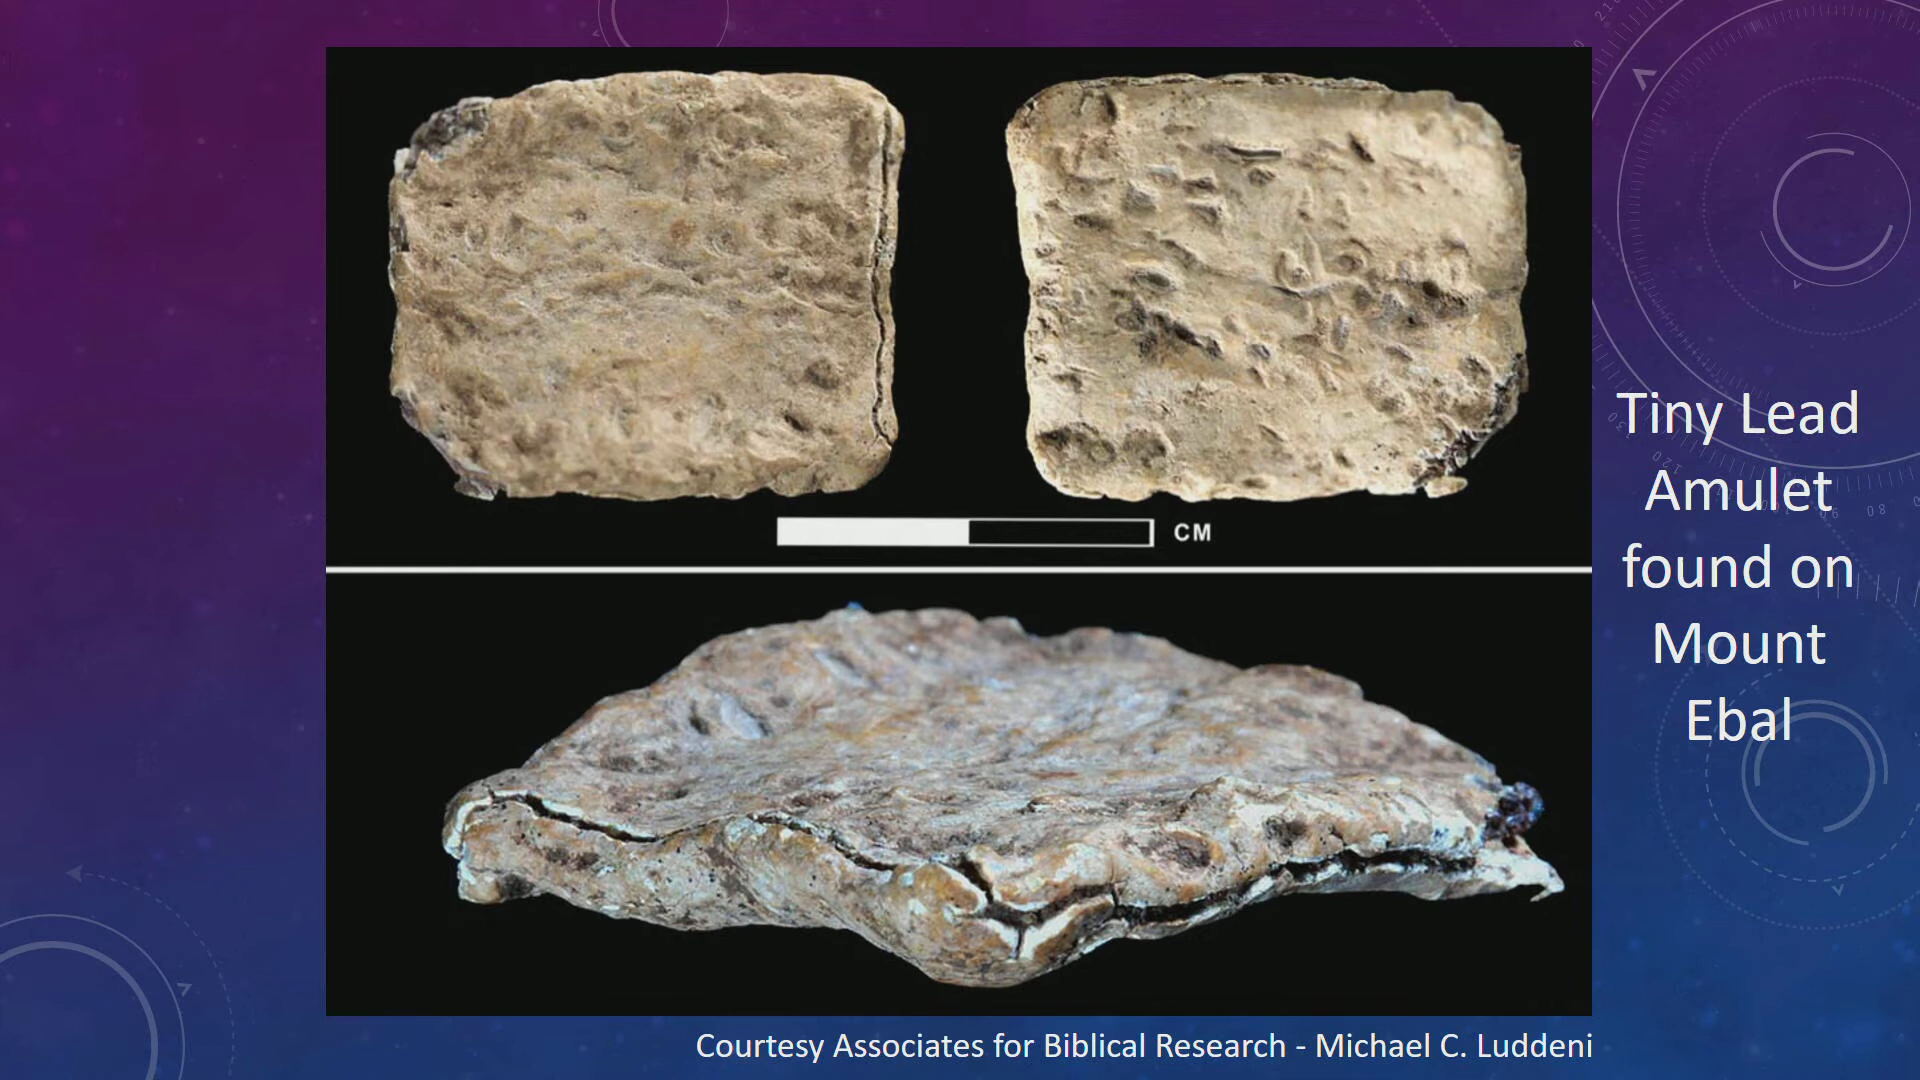 CM
Tiny Lead
Amulet
found on
Mount
Ebal
Courtesy Associates for Biblical Research - Michael C. Luddeni